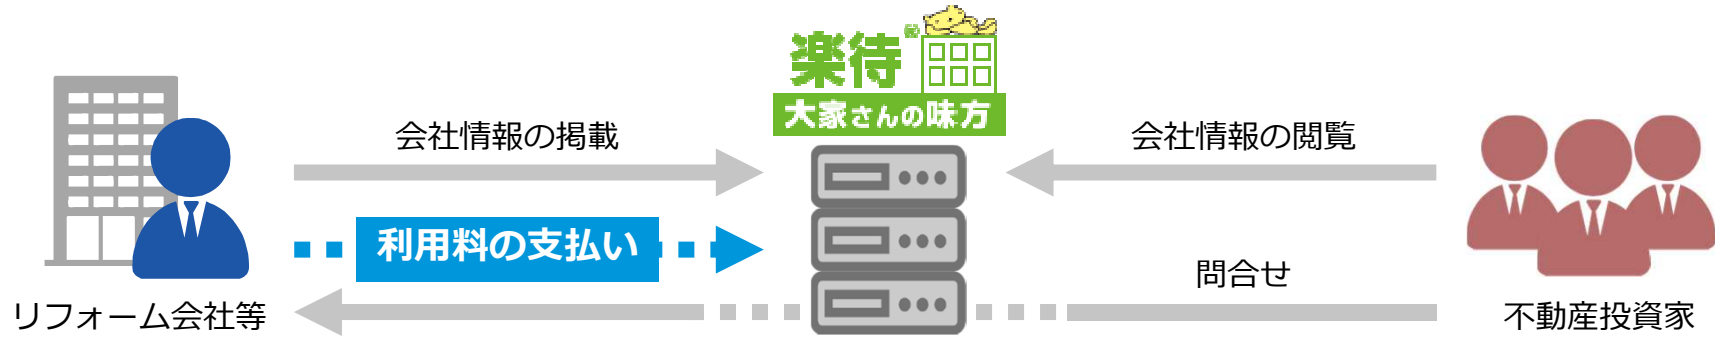 楽待
大家さんの味方
会社情報の掲載
会社情報の閲覧
利用料の支払い
問合せ
リフォーム会社等
不動産投資家